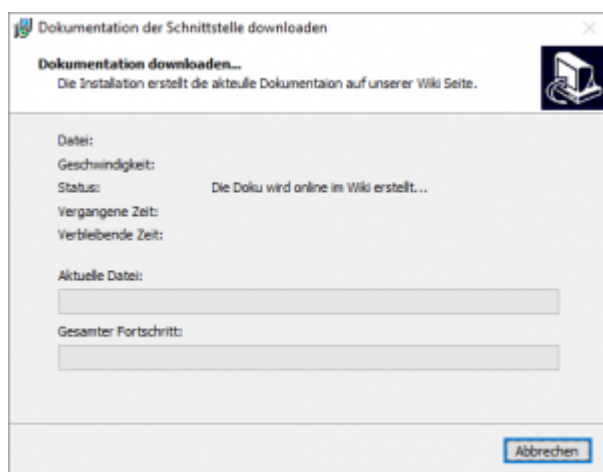 Dokumentation der Schnittstelle downloaden
Dokumentation downloaden...
Die Installation erstellt die akteulle Dokumentaion auf unserer Wiki Seite.
Datei:
Geschwindigkeit:
Status: Die Doku wird online im Wiki erstellt...
Vergangene Zeit:
Verbleibende Zeit:
Aktuelle Datei:
Gesamter Fortschritt:
Abbrechen